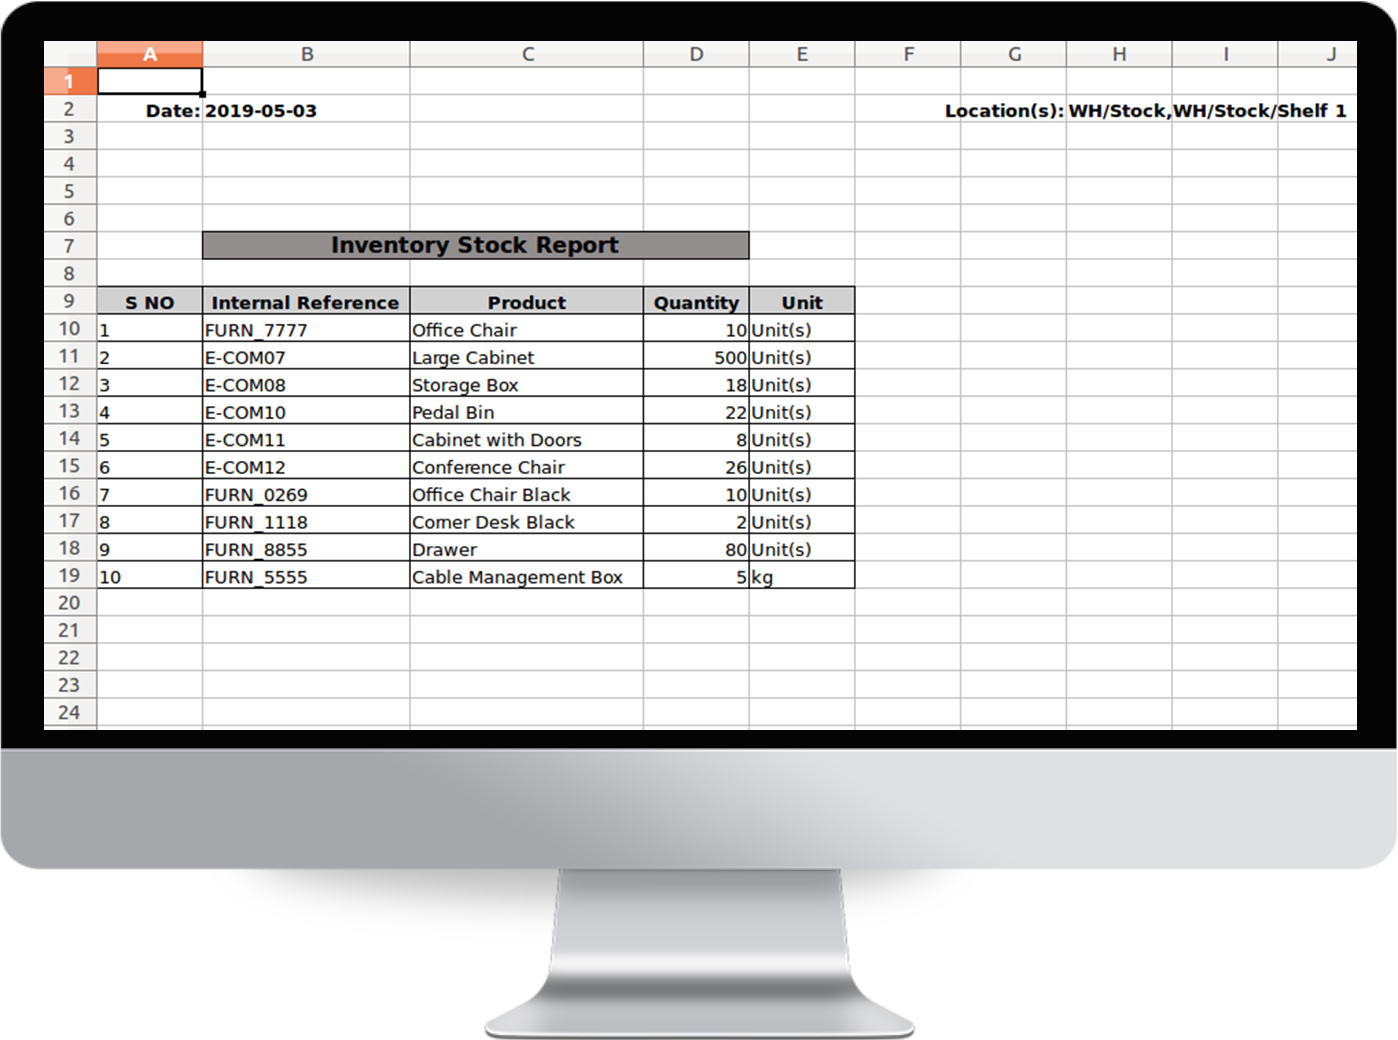 A B C D E F G H I J
1
2 Date: 2019-05-03 Location(s): WH/Stock,WH/Stock/Shelf 1
3
4
5
6
7 Inventory Stock Report
8
9 S NO Internal Reference Product Quantity Unit
10 1 FURN_7777 Office Chair 10 Unit(s)
11 2 E-COM07 Large Cabinet 500 Unit(s)
12 3 E-COM08 Storage Box 18 Unit(s)
13 4 E-COM10 Pedal Bin 22 Unit(s)
14 5 E-COM11 Cabinet with Doors 8 Unit(s)
15 6 E-COM12 Conference Chair 26 Unit(s)
16 7 FURN_0269 Office Chair Black 10 Unit(s)
17 8 FURN_1118 Corner Desk Black 2 Unit(s)
18 9 FURN_8855 Drawer 80 Unit(s)
19 10 FURN_5555 Cable Management Box 5 kg
20
21
22
23
24